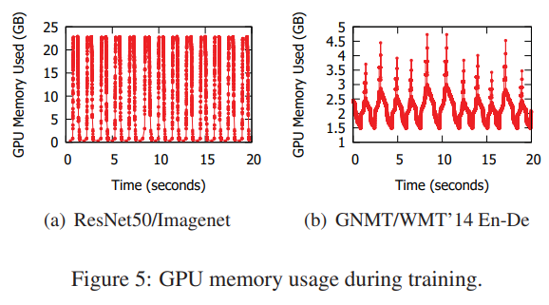 GPU Memory Used (GB)
25
20
15
10
5
0
0 5 10 15 20
Time (seconds)
(a) ResNet50/Imagenet
GPU Memory Used (GB)
5
4.5
4
3.5
3
2.5
2
1.5
1
0 5 10 15 20
Time (seconds)
(b) GNMT/WMT'14 En-De
Figure 5: GPU memory usage during training.